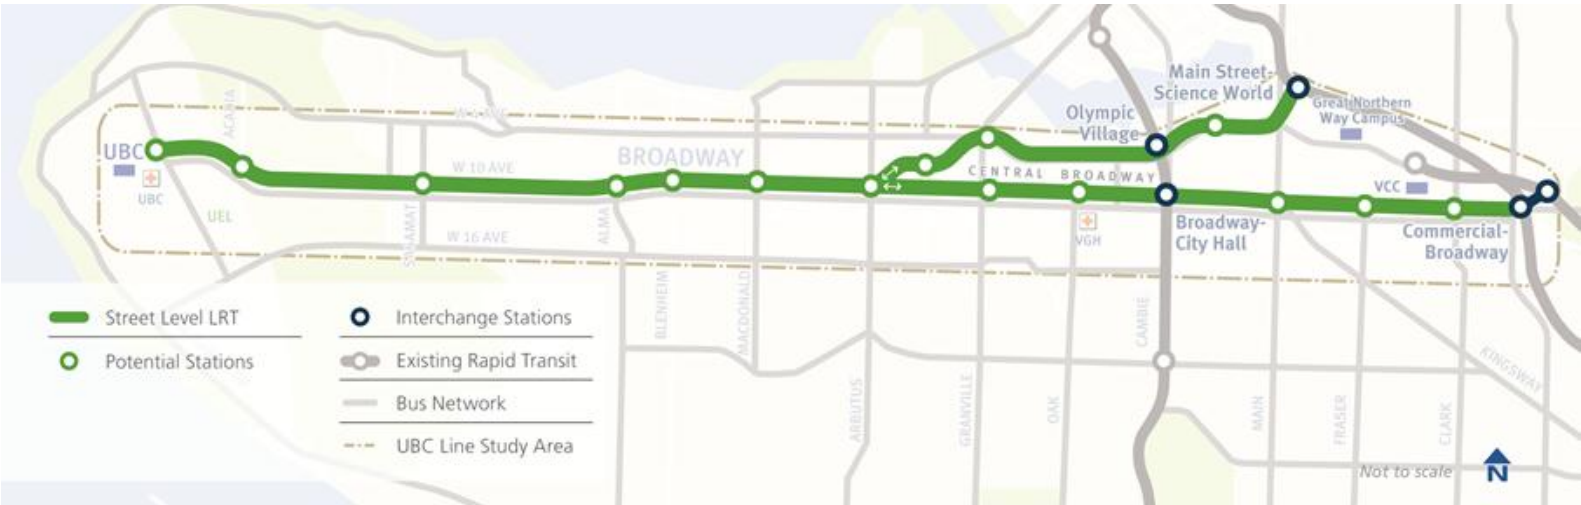 Main Street-
Science World
Great Northern
Way Campus
Olympic
Village
ACADIA
W 4 AVE
UBC
BROADWAY
W 10 AVE
CENTRAL BROADWAY
VCC
UBC
UEL
SASAMAT
ALMA
W 16 AVE
VGH
Broadway-
City Hall
Commercial-
Broadway
BLENHEIM
MACDONALD
CAMBIE
KINGSWAY
ARBUTUS
GRANVILLE
OAK
MAIN
FRASER
CLARK
Street Level LRT
Potential Stations
Interchange Stations
Existing Rapid Transit
Bus Network
UBC Line Study Area
Not to scale
N